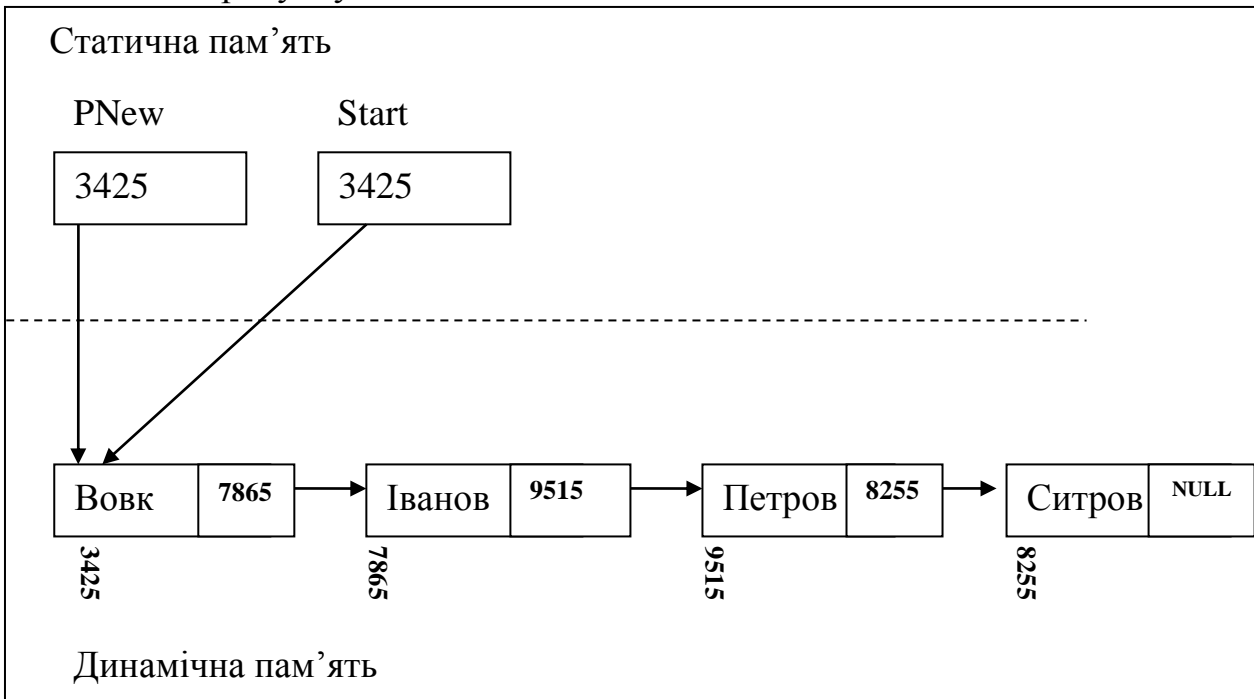 Статична пам’ять
PNew Start
3425 3425
Вовк 7865 Іванов 9515 Петров 8255 Ситров NULL
3425 7865 9515 8255
Динамічна пам’ять